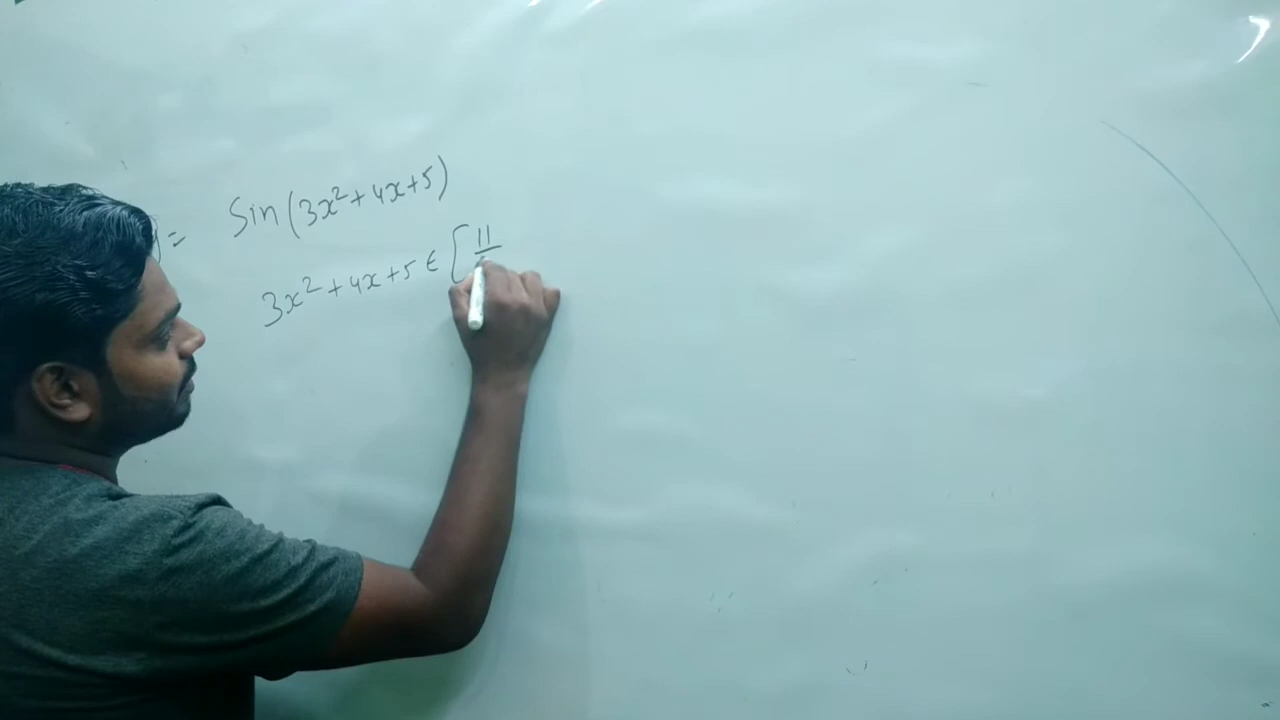 y = Sin(3x²+4x+5)
3x²+4x+5 ∈ [11/